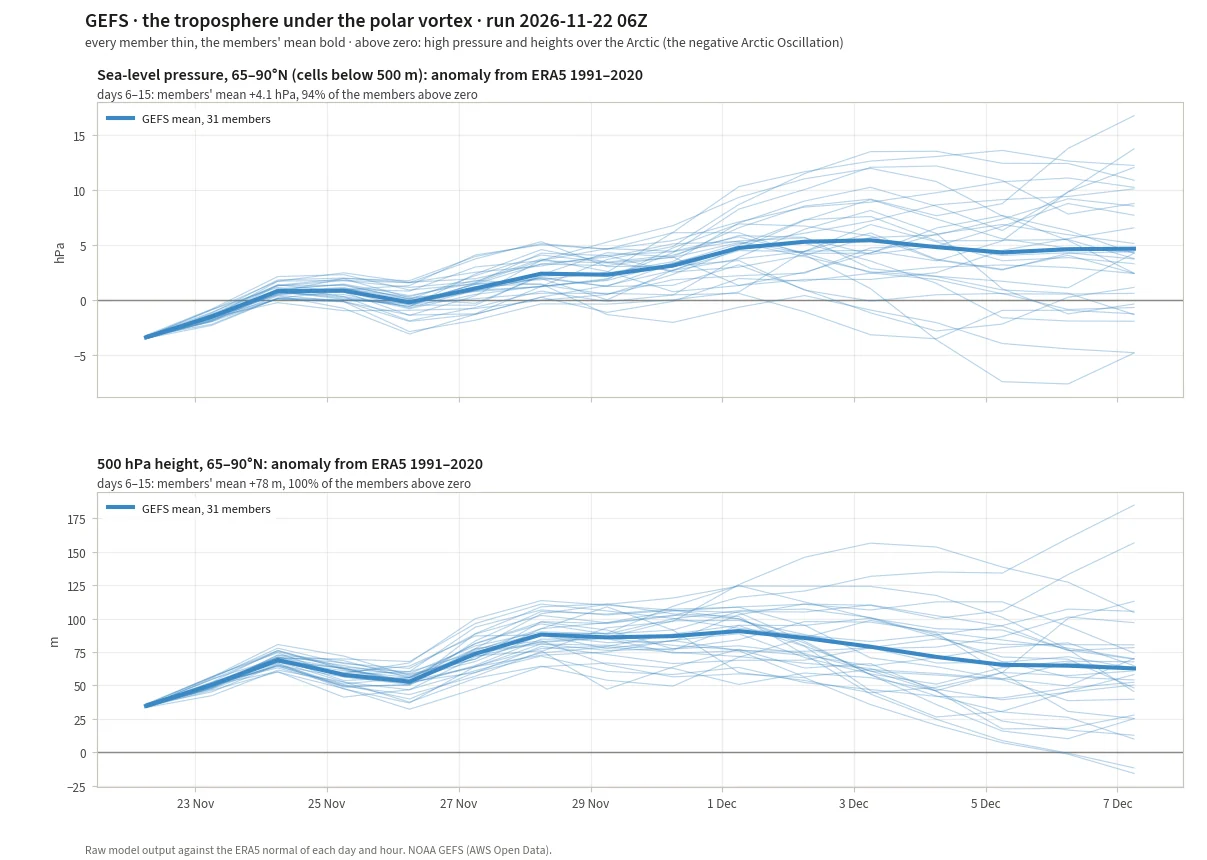 GEFS · the troposphere under the polar vortex · run 2026-11-22 06Z
every member thin, the members' mean bold · above zero: high pressure and heights over the Arctic (the negative Arctic Oscillation)
Sea-level pressure, 65–90°N (cells below 500 m): anomaly from ERA5 1991–2020
days 6–15: members' mean +4.1 hPa, 94% of the members above zero
GEFS mean, 31 members
15
10
5
0
−5
hPa
500 hPa height, 65–90°N: anomaly from ERA5 1991–2020
days 6–15: members' mean +78 m, 100% of the members above zero
GEFS mean, 31 members
175
150
125
100
75
50
25
0
−25
m
23 Nov 25 Nov 27 Nov 29 Nov 1 Dec 3 Dec 5 Dec 7 Dec
Raw model output against the ERA5 normal of each day and hour. NOAA GEFS (AWS Open Data).